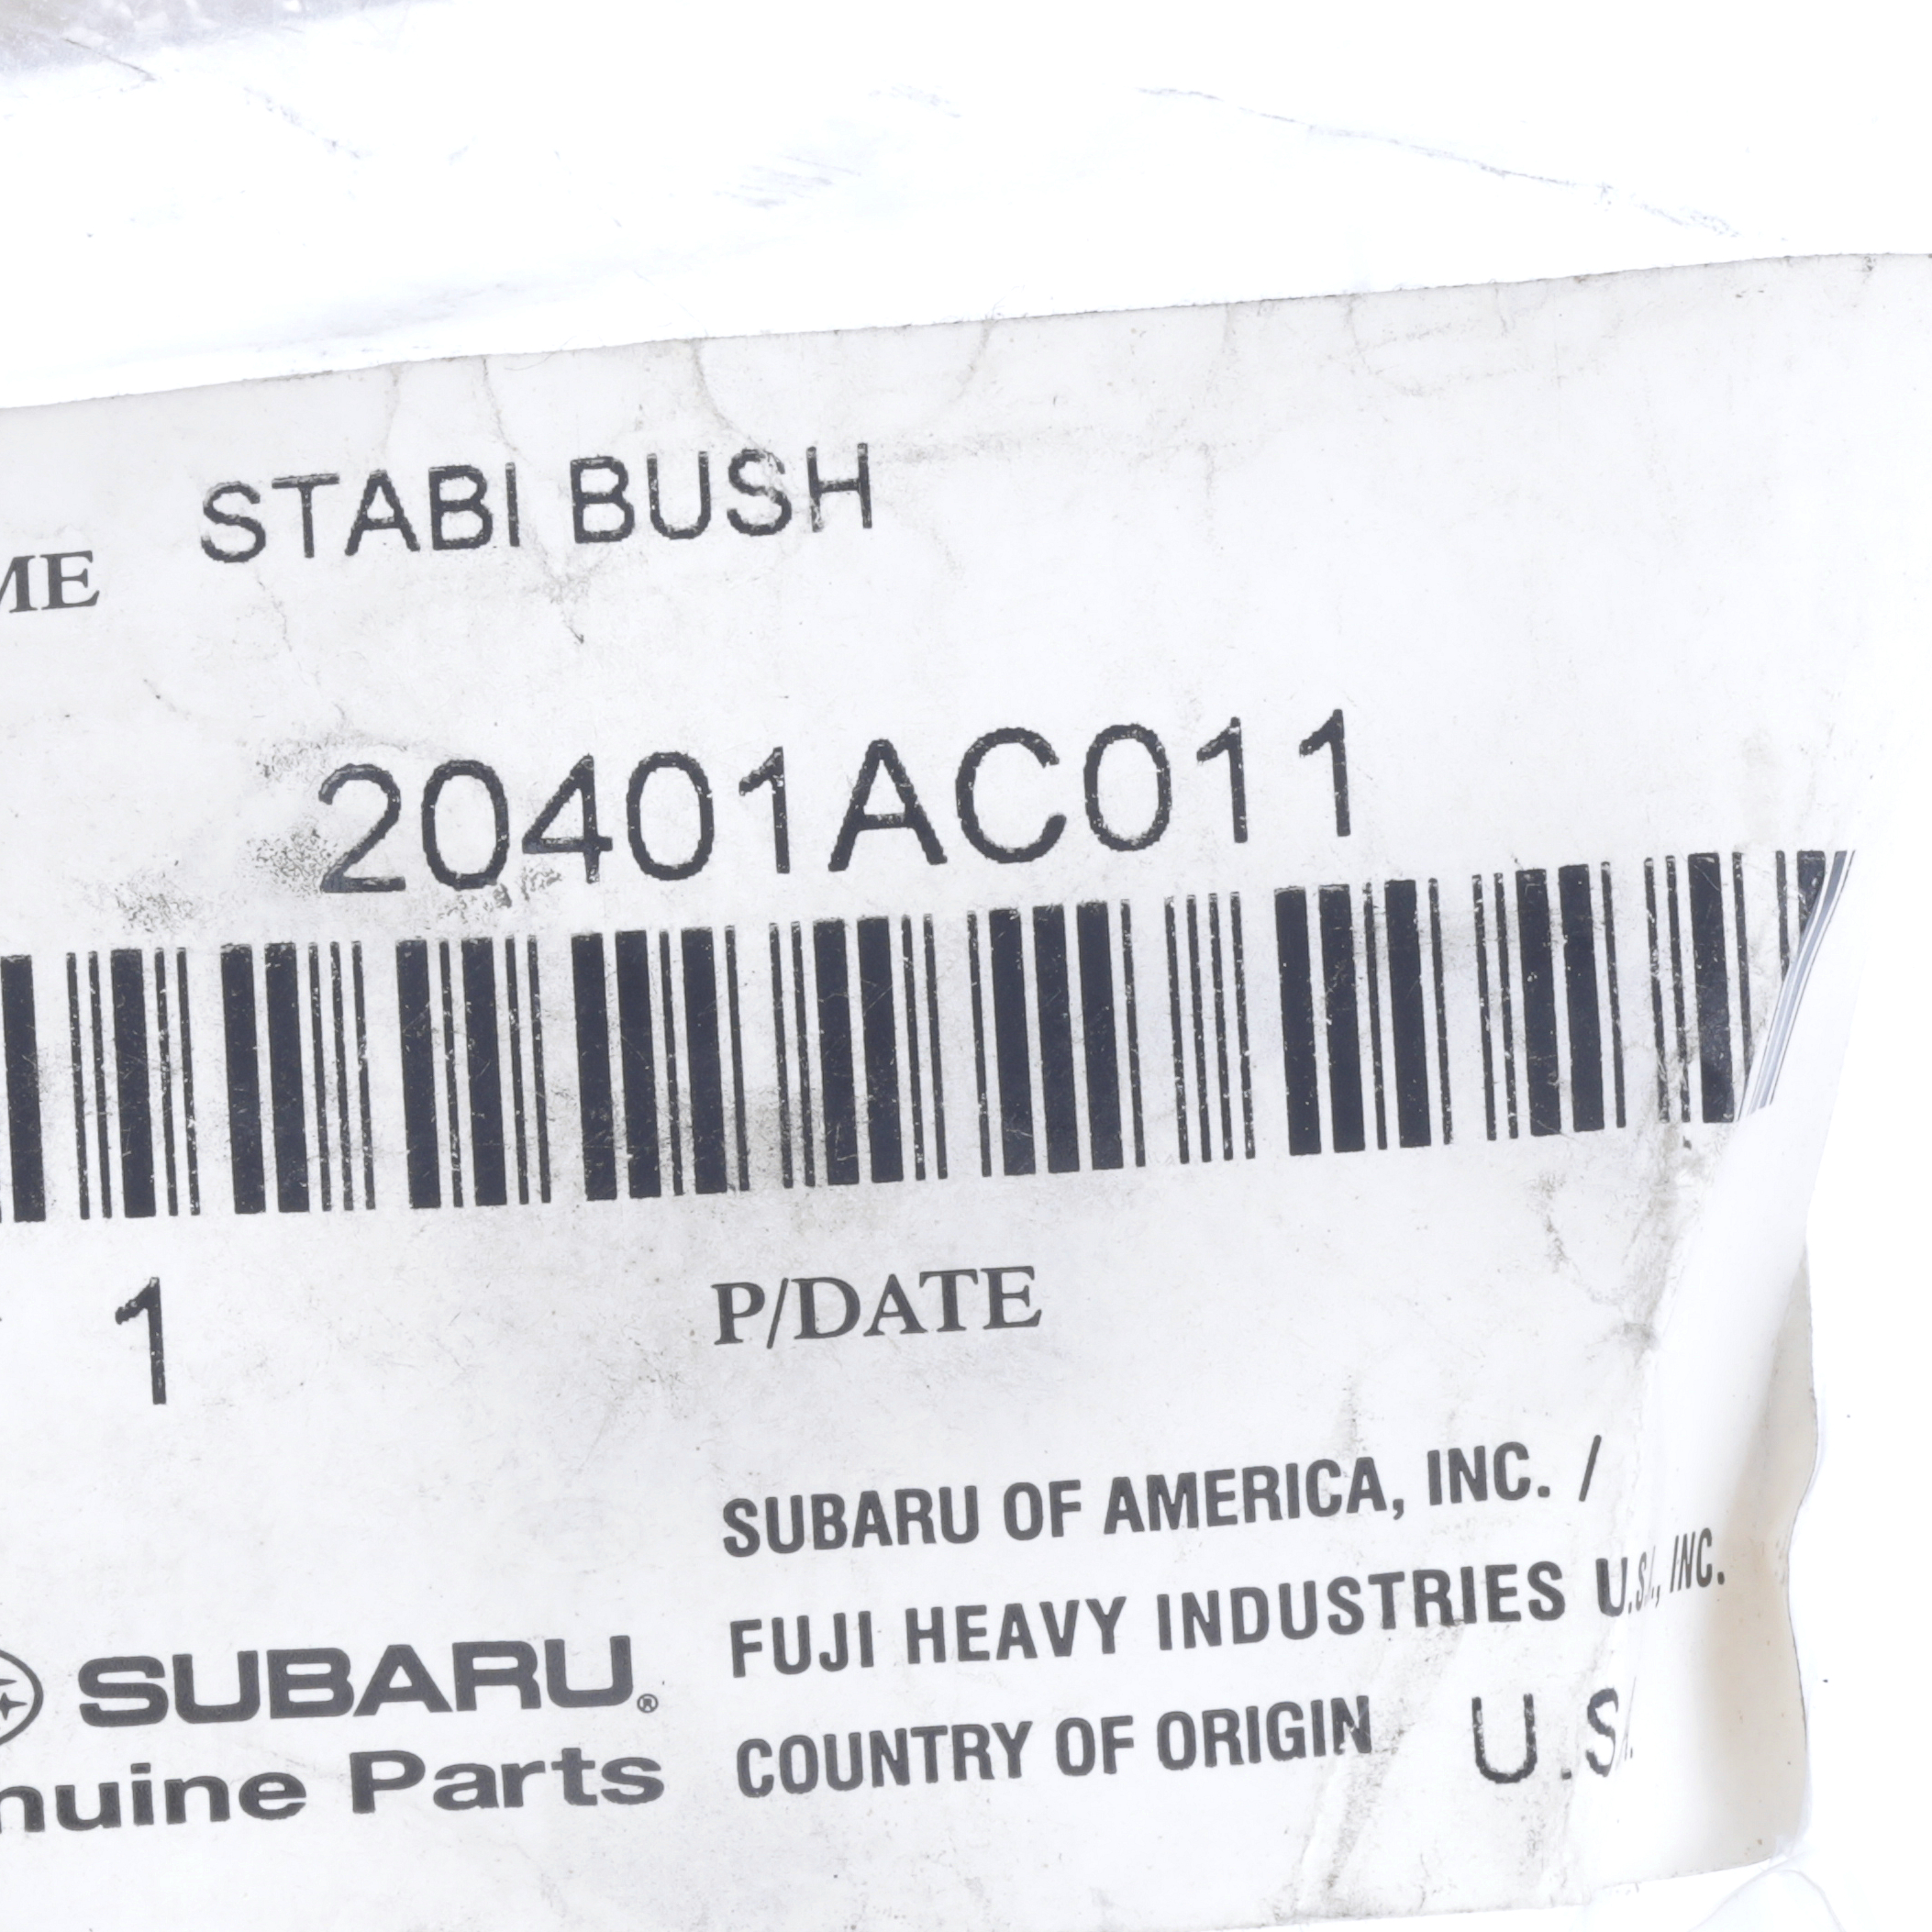 STABI BUSH
ME
20401AC011
1
P/DATE
SUBARU OF AMERICA, INC. /
FUJI HEAVY INDUSTRIES U.S., INC.
COUNTRY OF ORIGIN U.S.
SUBARU®
nuine Parts